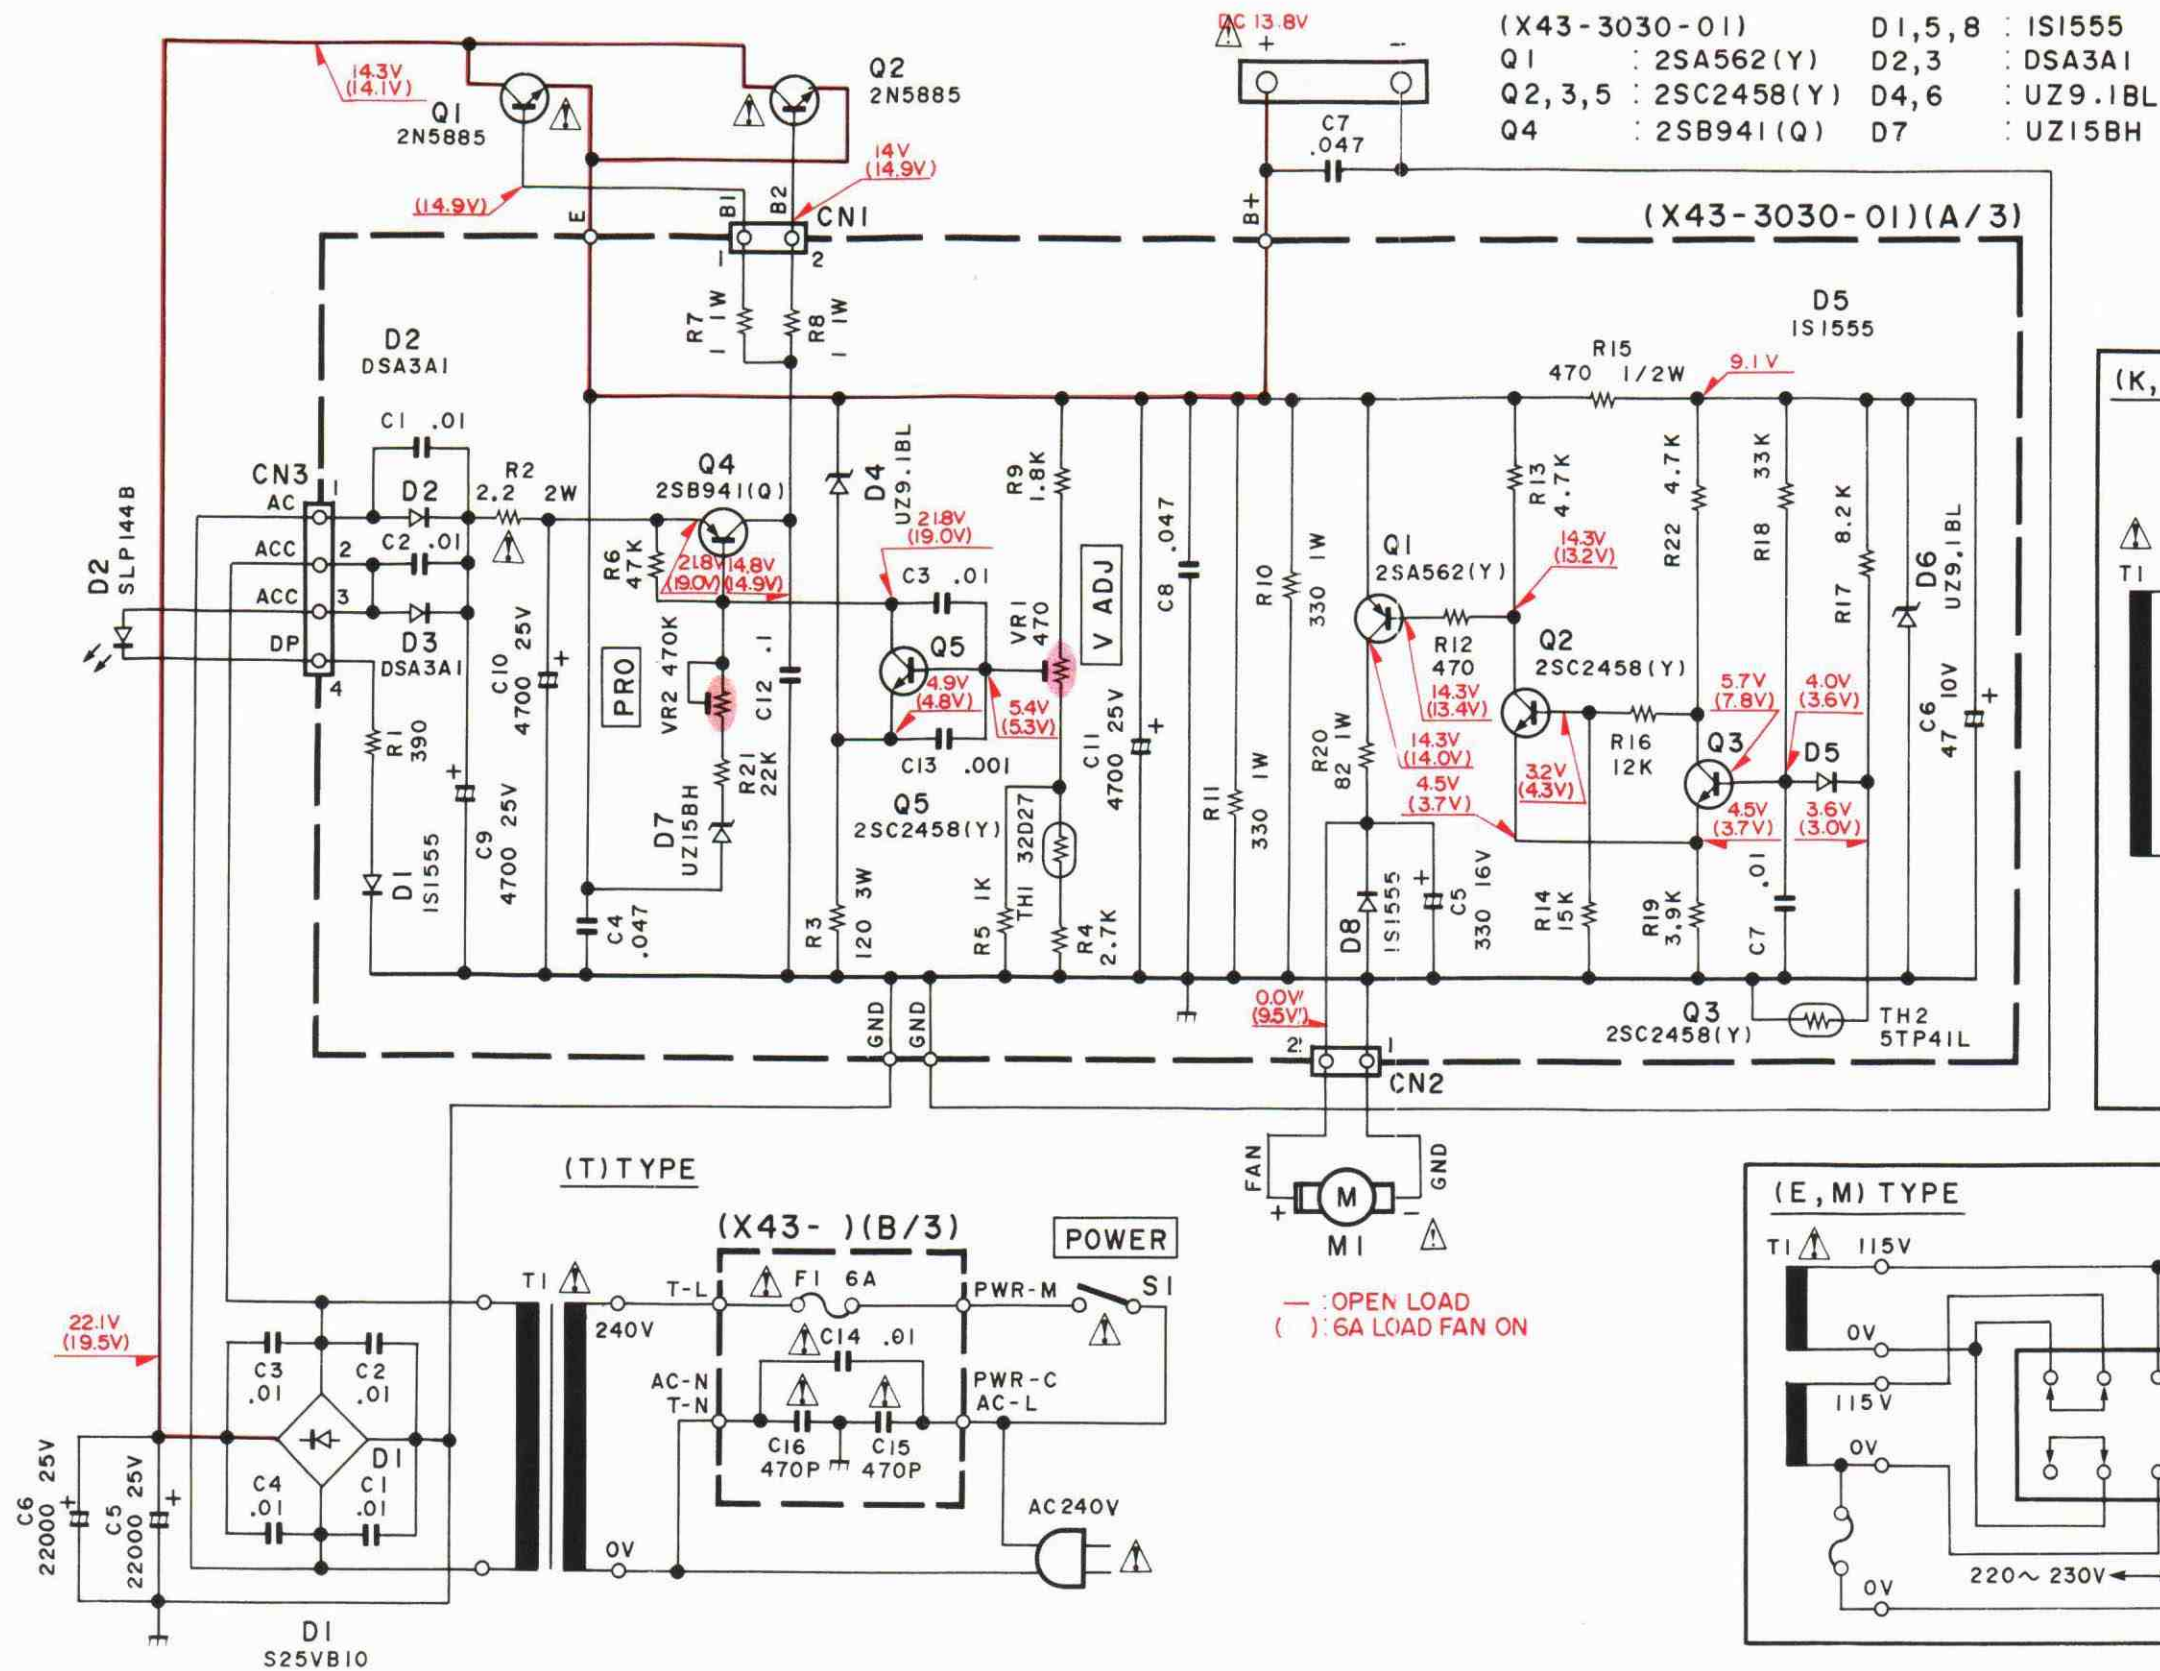 DC 13.8V
+ −
(X43-3030-01)
D1,5,8 : IS1555
Q1 : 2SA562(Y)
D2,3 : DSA3A1
Q2,3,5 : 2SC2458(Y)
D4,6 : UZ9.1BL
Q4 : 2SB941(Q)
D7 : UZ15BH
14.3V
(14.1V)
Q1
2N5885
Q2
2N5885
14V
(14.9V)
(14.9V)
C7
.047
E
B1
B2
CN1
B+
(X43-3030-01)(A/3)
1
2
R7 1 1W
R8 1 1W
D2
DSA3A1
D5
IS1555
R15
470 1/2W
9.1V
(K,
C1 .01
CN3
AC
1
D2
R2
2.2 2W
Q4
2SB941(Q)
D4
UZ9.1BL
R9
1.8K
C8 .047
R10
330 1W
R13
4.7K
R22 4.7K
R18 33K
R17 8.2K
D6
UZ9.1BL
D2
SLP144B
ACC
2
C2 .01
ACC
3
D3
DSA3A1
DP
4
R6
47K
21.8V
(19.0V)
14.8V
(14.9V)
21.8V
(19.0V)
C3 .01
VR1
470
V ADJ
Q1
2SA562(Y)
14.3V
(13.2V)
R12
470
Q2
2SC2458(Y)
T1
C10
4700 25V
+
PRO
VR2 470K
C12 .1
Q5
4.9V
(4.8V)
5.4V
(5.3V)
C13 .001
C11
4700 25V
+
14.3V
(13.4V)
14.3V
(14.0V)
R20
82 1W
5.7V
(7.8V)
4.0V
(3.6V)
R16
12K
Q3
D5
C6
47 10V
+
R1
390
C9
4700 25V
+
D7
UZ15BH
R21
22K
Q5
2SC2458(Y)
R11
330 1W
4.5V
(3.7V)
3.2V
(4.3V)
4.5V
(3.7V)
3.6V
(3.0V)
D1
IS1555
C4
.047
R3
120 3W
R5 1K
TH1 32D27
R4
2.7K
D8
IS1555
C5
330 16V
+
R14
15K
R19
3.9K
C7 .01
GND
GND
0.0V
(9.5V)
2
1
CN2
Q3
2SC2458(Y)
TH2
5TP41L
FAN
GND
+
M
−
M1
(T) TYPE
(X43- )(B/3)
POWER
(E,M) TYPE
T1
T-L
F1 6A
PWR-M
S1
240V
C14 .01
AC-N
T-N
PWR-C
AC-L
C16
470P
C15
470P
AC240V
0V
— : OPEN LOAD
( ) : 6A LOAD FAN ON
T1
115V
0V
115V
0V
220~230V
0V
22.1V
(19.5V)
C3
.01
C2
.01
D1
C4
.01
C1
.01
C6
22000 25V
+
C5
22000 25V
+
D1
S25VB10